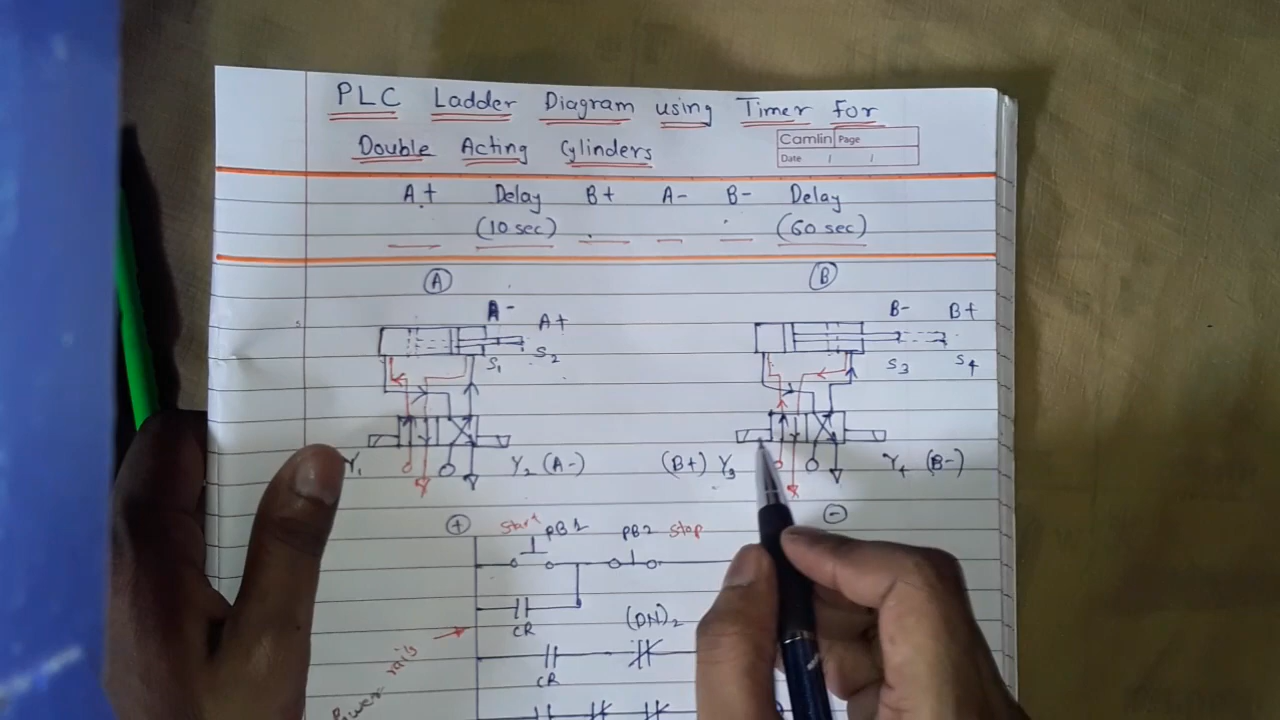 PLC Ladder Diagram using Timer for
Double Acting Cylinders
Camlin Page
Date / /
A+ Delay B+ A- B- Delay
(10 sec) (60 sec)
A B
A- A+ B- B+
S1 S2 S3 S4
Y1 Y2 (A-) (B+) Y3 Y4 (B-)
+ Start PB1 PB2 Stop -
CR (DN)2
CR
Power rails